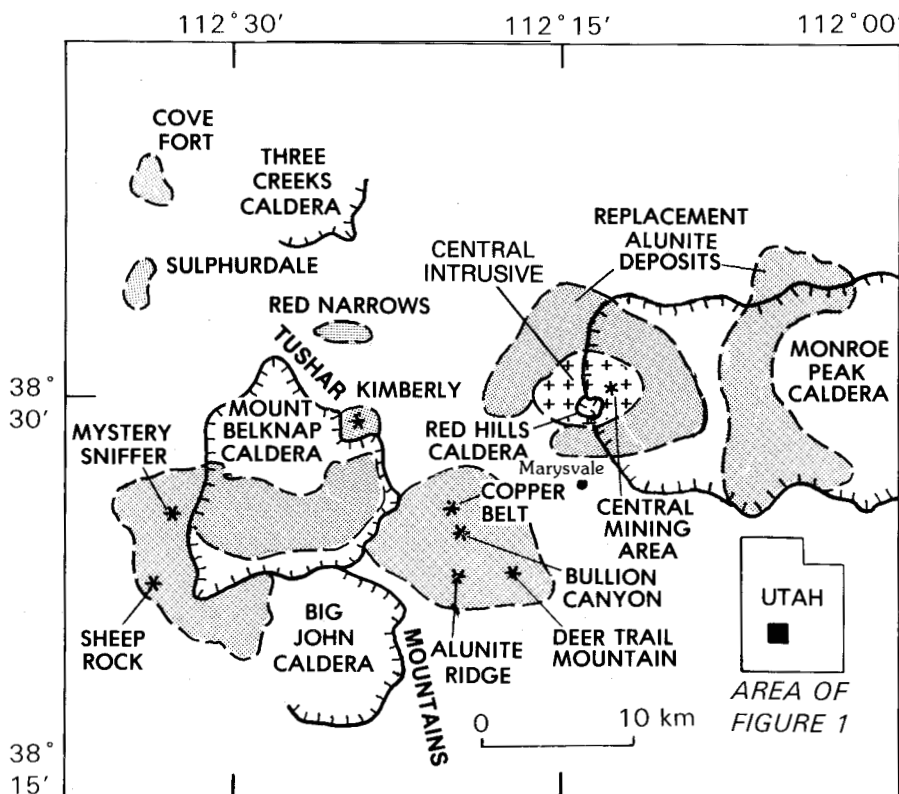 112° 30'
112° 15'
112° 00'
COVE
FORT
THREE
CREEKS
CALDERA
REPLACEMENT
ALUNITE
DEPOSITS
CENTRAL
INTRUSIVE
SULPHURDALE
RED NARROWS
TUSHAR
MONROE
PEAK
CALDERA
38°
30'
KIMBERLY
MOUNT
BELKNAP
CALDERA
RED HILLS
CALDERA
MYSTERY
SNIFFER
Marysvale
COPPER
BELT
CENTRAL
MINING
AREA
BULLION
CANYON
UTAH
SHEEP
ROCK
BIG
JOHN
CALDERA
MOUNTAINS
ALUNITE
RIDGE
DEER TRAIL
MOUNTAIN
AREA OF
FIGURE 1
0 10 km
38°
15'